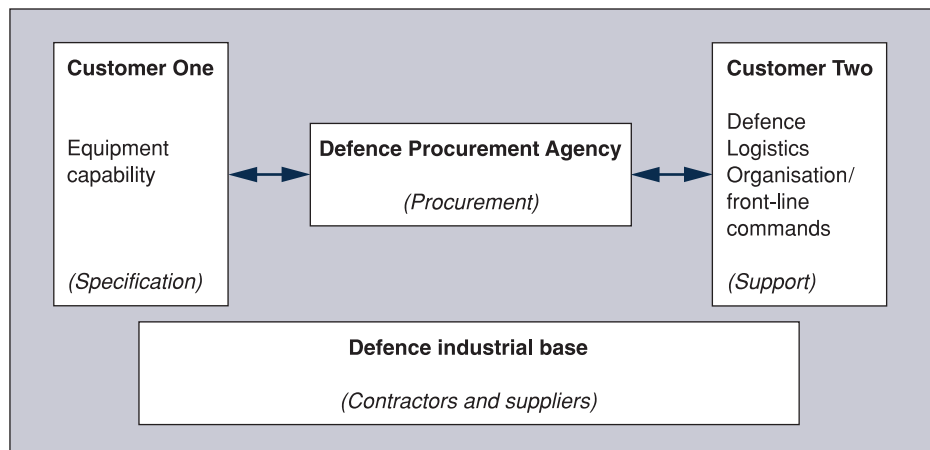 Customer One
Equipment
capability
(Specification)
Defence Procurement Agency
(Procurement)
Customer Two
Defence
Logistics
Organisation/
front-line
commands
(Support)
Defence industrial base
(Contractors and suppliers)